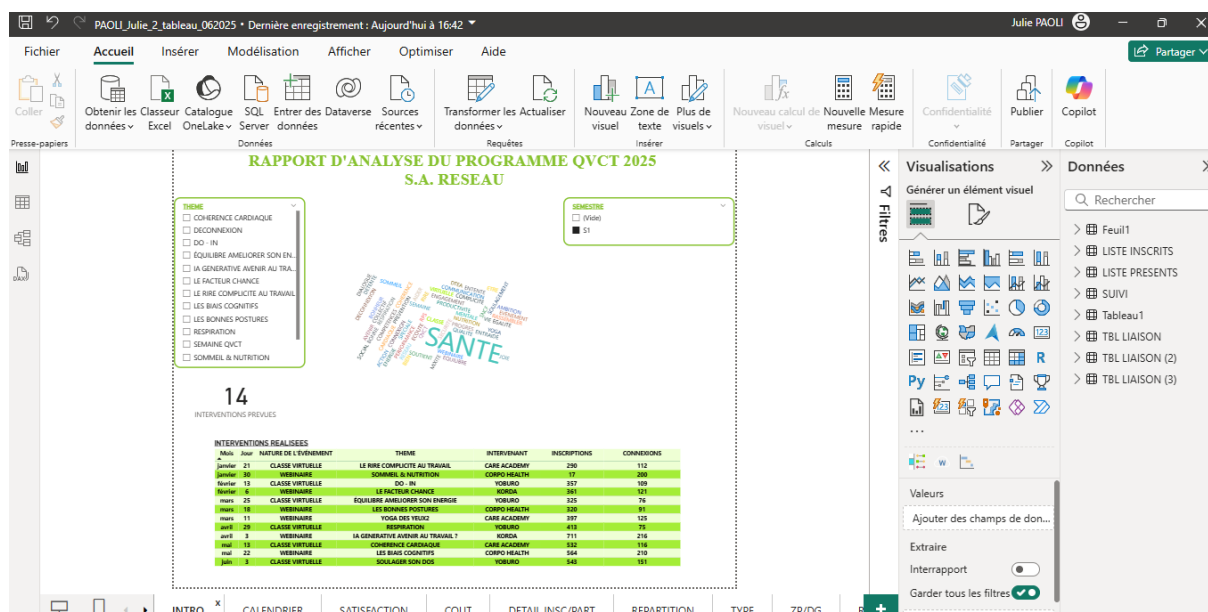 PAOLI_Julie_2_tableau_062025 • Dernière enregistrement : Aujourd'hui à 16:42
Julie PAOLI
Fichier Accueil Insérer Modélisation Afficher Optimiser Aide
Partager
Coller
Obtenir les données
Classeur Excel
Catalogue OneLake
SQL Server
Entrer des données
Dataverse
Sources récentes
Transformer les données
Actualiser
Nouveau visuel
Zone de texte
Plus de visuels
Nouveau calcul de visuel
Nouvelle mesure
Mesure rapide
Confidentialité
Publier
Copilot
Presse-papiers
Données
Requêtes
Insérer
Calculs
Confidentialité
Partager
Copilot
RAPPORT D'ANALYSE DU PROGRAMME QVCT 2025
S.A. RESEAU
THEME
COHERENCE CARDIAQUE
DECONNEXION
DO - IN
ÉQUILIBRE AMELIORER SON EN...
IA GENERATIVE AVENIR AU TRA...
LE FACTEUR CHANCE
LE RIRE COMPLICITE AU TRAVAIL
LES BIAIS COGNITIFS
LES BONNES POSTURES
RESPIRATION
SEMAINE QVCT
SOMMEIL & NUTRITION
SEMESTRE
(Vide)
S1
SANTE
14
INTERVENTIONS PREVUES
INTERVENTIONS REALISEES
Mois Jour NATURE DE L'ÉVÉNEMENT THEME INTERVENANT INSCRIPTIONS CONNEXIONS
janvier 21 CLASSE VIRTUELLE LE RIRE COMPLICITE AU TRAVAIL CARE ACADEMY 290 112
janvier 30 WEBINAIRE SOMMEIL & NUTRITION CORPO HEALTH 17 200
février 13 CLASSE VIRTUELLE DO - IN YOBURO 357 109
février 6 WEBINAIRE LE FACTEUR CHANCE KORDA 361 121
mars 25 CLASSE VIRTUELLE ÉQUILIBRE AMELIORER SON ENERGIE YOBURO 325 76
mars 18 WEBINAIRE LES BONNES POSTURES CORPO HEALTH 320 91
mars 11 WEBINAIRE YOGA DES YEUX2 CARE ACADEMY 397 125
avril 29 CLASSE VIRTUELLE RESPIRATION YOBURO 413 75
avril 3 WEBINAIRE IA GENERATIVE AVENIR AU TRAVAIL ? KORDA 711 216
mai 13 CLASSE VIRTUELLE COHERENCE CARDIAQUE CARE ACADEMY 532 116
mai 22 WEBINAIRE LES BIAIS COGNITIFS CORPO HEALTH 564 210
juin 3 CLASSE VIRTUELLE SOULAGER SON DOS YOBURO 543 151
INTRO x CALENDRIER SATISFACTION COUT DETAIL INSC/PART REPARTITION TYPE ZP/DG
Filtres
Visualisations
Générer un élément visuel
Valeurs
Ajouter des champs de don...
Extraire
Interrapport
Garder tous les filtres
Données
Rechercher
Feuil1
LISTE INSCRITS
LISTE PRESENTS
SUIVI
Tableau1
TBL LIAISON
TBL LIAISON (2)
TBL LIAISON (3)